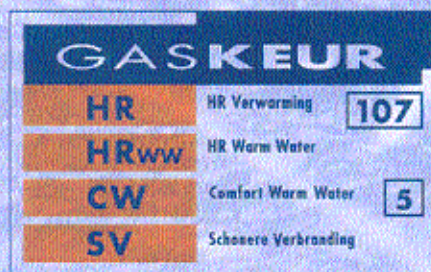 GASKEUR
HR HR Verwarming 107
HRww HR Warm Water
CW Comfort Warm Water 5
SV Schonere Verbranding